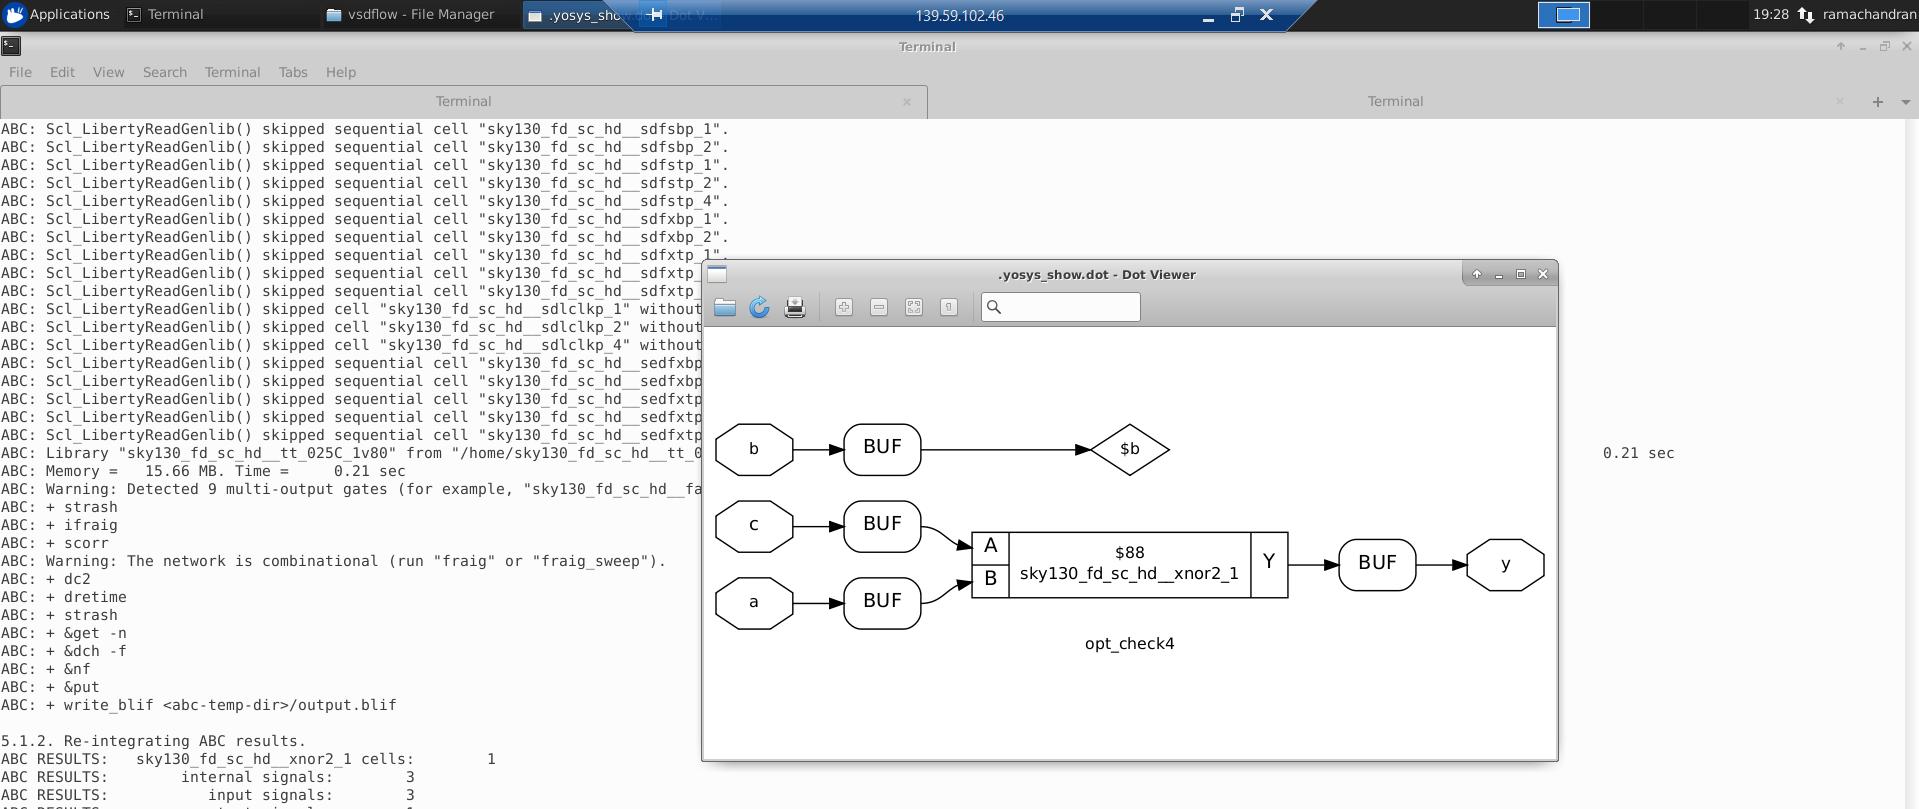 Applications
Terminal
vsdflow - File Manager
.yosys_show.dot - Dot V...
139.59.102.46
19:28
ramachandran
Terminal
File Edit View Search Terminal Tabs Help
Terminal
Terminal
ABC: Scl_LibertyReadGenlib() skipped sequential cell "sky130_fd_sc_hd__sdfsbp_1".
ABC: Scl_LibertyReadGenlib() skipped sequential cell "sky130_fd_sc_hd__sdfsbp_2".
ABC: Scl_LibertyReadGenlib() skipped sequential cell "sky130_fd_sc_hd__sdfstp_1".
ABC: Scl_LibertyReadGenlib() skipped sequential cell "sky130_fd_sc_hd__sdfstp_2".
ABC: Scl_LibertyReadGenlib() skipped sequential cell "sky130_fd_sc_hd__sdfstp_4".
ABC: Scl_LibertyReadGenlib() skipped sequential cell "sky130_fd_sc_hd__sdfxbp_1".
ABC: Scl_LibertyReadGenlib() skipped sequential cell "sky130_fd_sc_hd__sdfxbp_2".
ABC: Scl_LibertyReadGenlib() skipped sequential cell "sky130_fd_sc_hd__sdfxtp_1".
ABC: Scl_LibertyReadGenlib() skipped sequential cell "sky130_fd_sc_hd__sdfxtp_
ABC: Scl_LibertyReadGenlib() skipped sequential cell "sky130_fd_sc_hd__sdfxtp_
ABC: Scl_LibertyReadGenlib() skipped cell "sky130_fd_sc_hd__sdlclkp_1" without
ABC: Scl_LibertyReadGenlib() skipped cell "sky130_fd_sc_hd__sdlclkp_2" without
ABC: Scl_LibertyReadGenlib() skipped cell "sky130_fd_sc_hd__sdlclkp_4" without
ABC: Scl_LibertyReadGenlib() skipped sequential cell "sky130_fd_sc_hd__sedfxbp
ABC: Scl_LibertyReadGenlib() skipped sequential cell "sky130_fd_sc_hd__sedfxbp
ABC: Scl_LibertyReadGenlib() skipped sequential cell "sky130_fd_sc_hd__sedfxtp
ABC: Scl_LibertyReadGenlib() skipped sequential cell "sky130_fd_sc_hd__sedfxtp
ABC: Scl_LibertyReadGenlib() skipped sequential cell "sky130_fd_sc_hd__sedfxtp
ABC: Library "sky130_fd_sc_hd__tt_025C_1v80" from "/home/sky130_fd_sc_hd__tt_0 0.21 sec
ABC: Memory =   15.66 MB. Time =     0.21 sec
ABC: Warning: Detected 9 multi-output gates (for example, "sky130_fd_sc_hd__fa
ABC: + strash
ABC: + ifraig
ABC: + scorr
ABC: Warning: The network is combinational (run "fraig" or "fraig_sweep").
ABC: + dc2
ABC: + dretime
ABC: + strash
ABC: + &get -n
ABC: + &dch -f
ABC: + &nf
ABC: + &put
ABC: + write_blif <abc-temp-dir>/output.blif
5.1.2. Re-integrating ABC results.
ABC RESULTS:   sky130_fd_sc_hd__xnor2_1 cells:        1
ABC RESULTS:        internal signals:        3
ABC RESULTS:           input signals:        3
.yosys_show.dot - Dot Viewer
b
BUF
$b
c
BUF
a
BUF
A
B
$88
sky130_fd_sc_hd__xnor2_1
Y
BUF
y
opt_check4